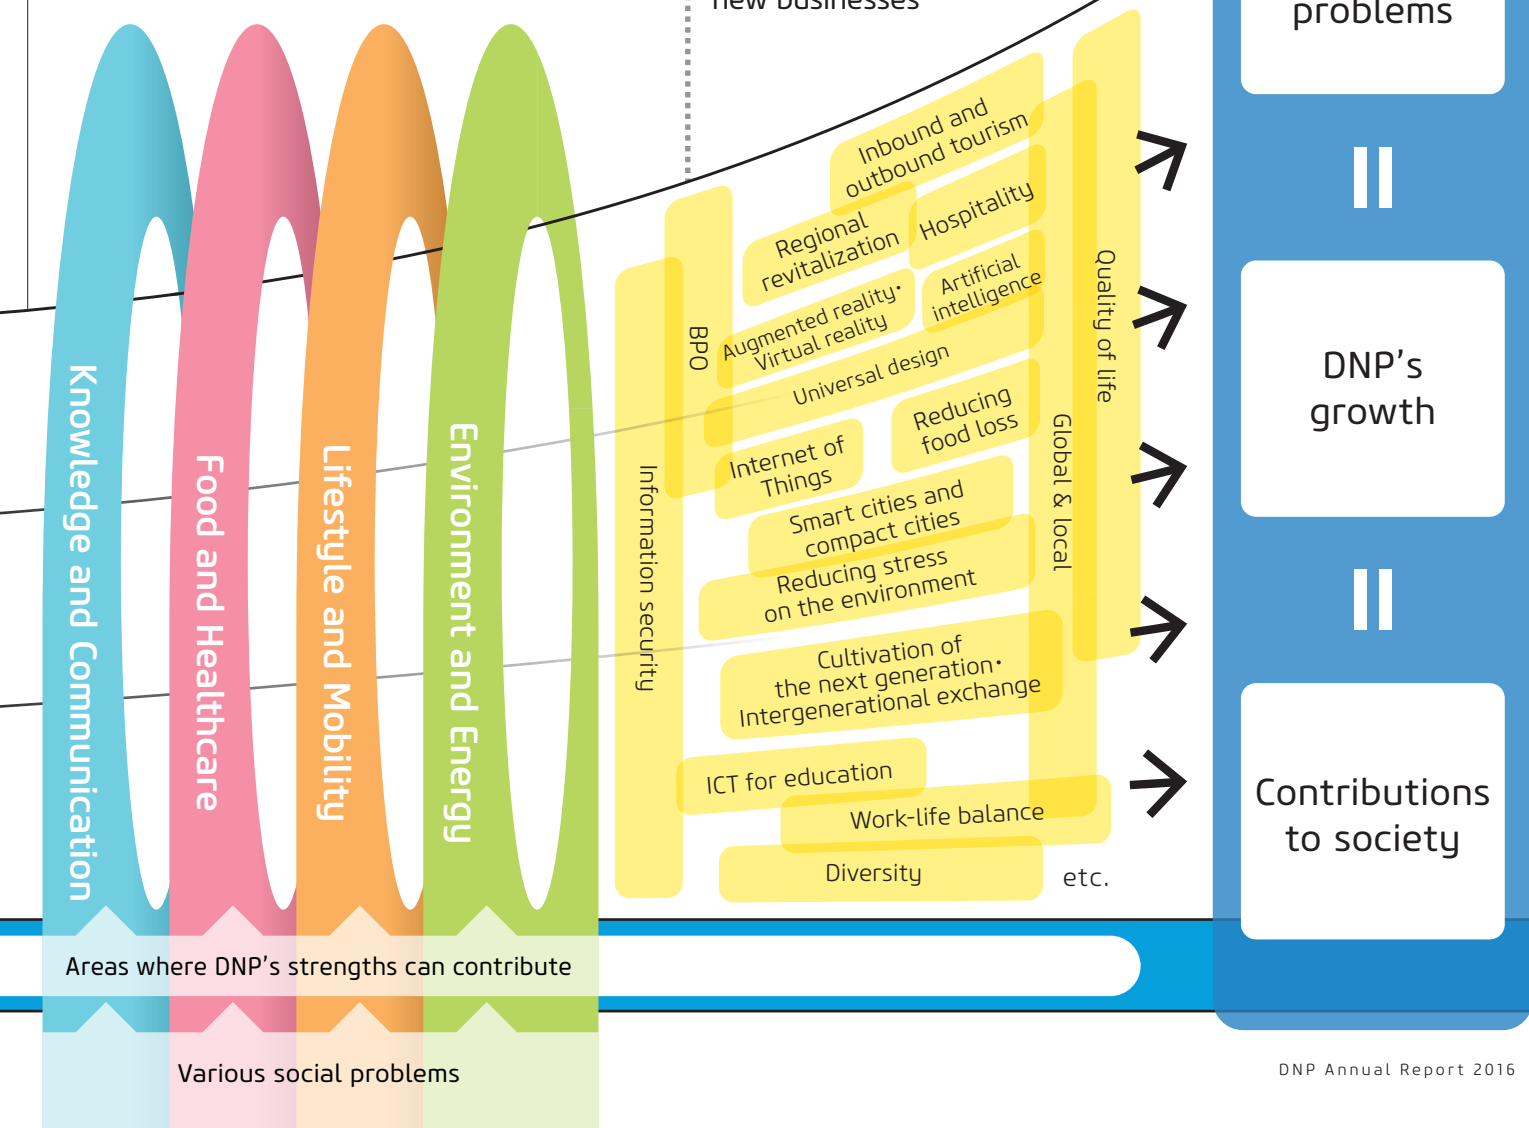 new businesses
problems
Inbound and
outbound tourism
Hospitality
Regional
revitalization
Artificial
intelligence
Augmented reality・
Virtual reality
BPO
Quality of life
Universal design
Reducing
food loss
Internet of
Things
Global & local
Smart cities and
compact cities
Information security
Reducing stress
on the environment
Cultivation of
the next generation・
Intergenerational exchange
ICT for education
Work-life balance
Diversity
etc.
Knowledge and Communication
Food and Healthcare
Lifestyle and Mobility
Environment and Energy
DNP's
growth
Contributions
to society
Areas where DNP's strengths can contribute
Various social problems
DNP Annual Report 2016